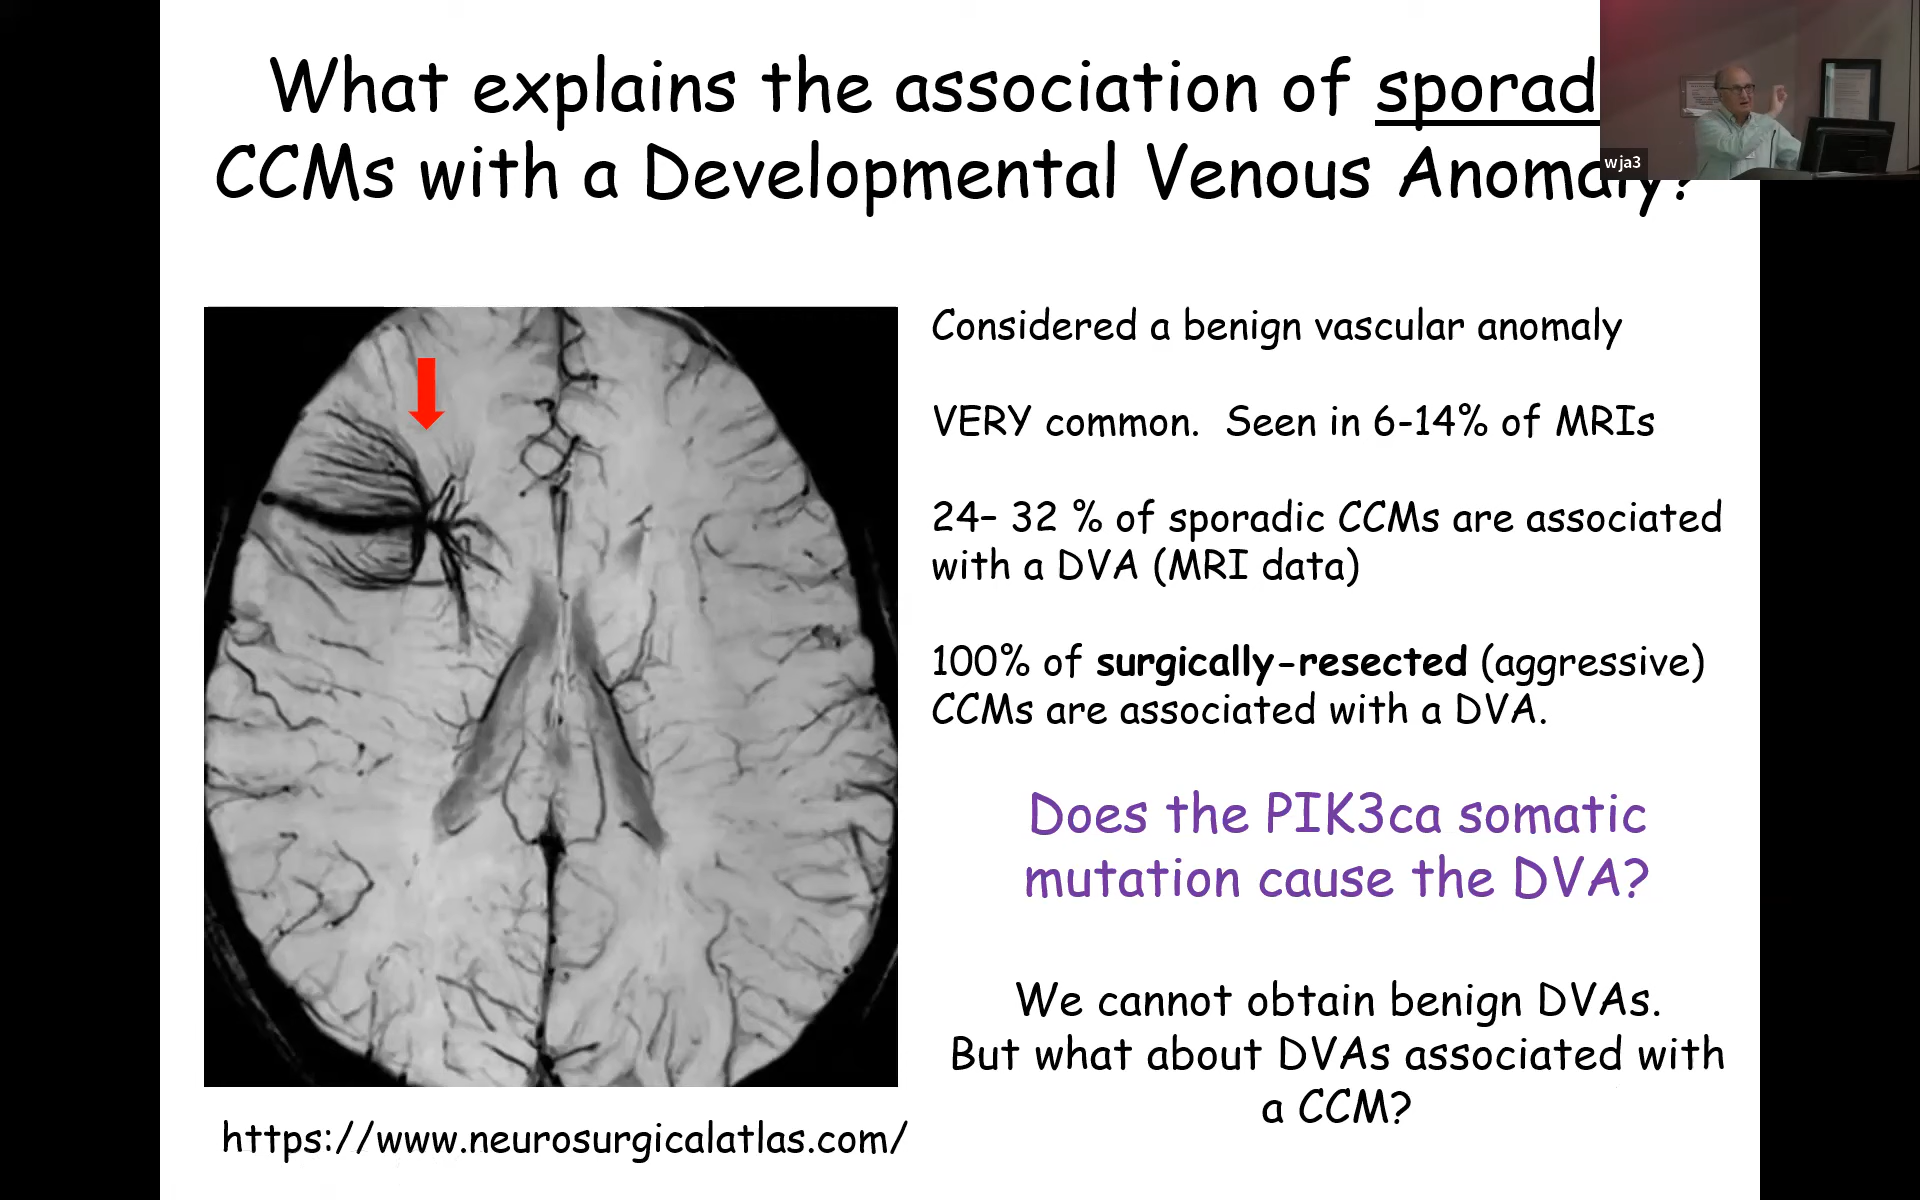 What explains the association of sporad
CCMs with a Developmental Venous Anomaly?
wja3
Considered a benign vascular anomaly
VERY common. Seen in 6-14% of MRIs
24– 32 % of sporadic CCMs are associated
with a DVA (MRI data)
100% of surgically-resected (aggressive)
CCMs are associated with a DVA.
Does the PIK3ca somatic
mutation cause the DVA?
We cannot obtain benign DVAs.
But what about DVAs associated with
a CCM?
https://www.neurosurgicalatlas.com/